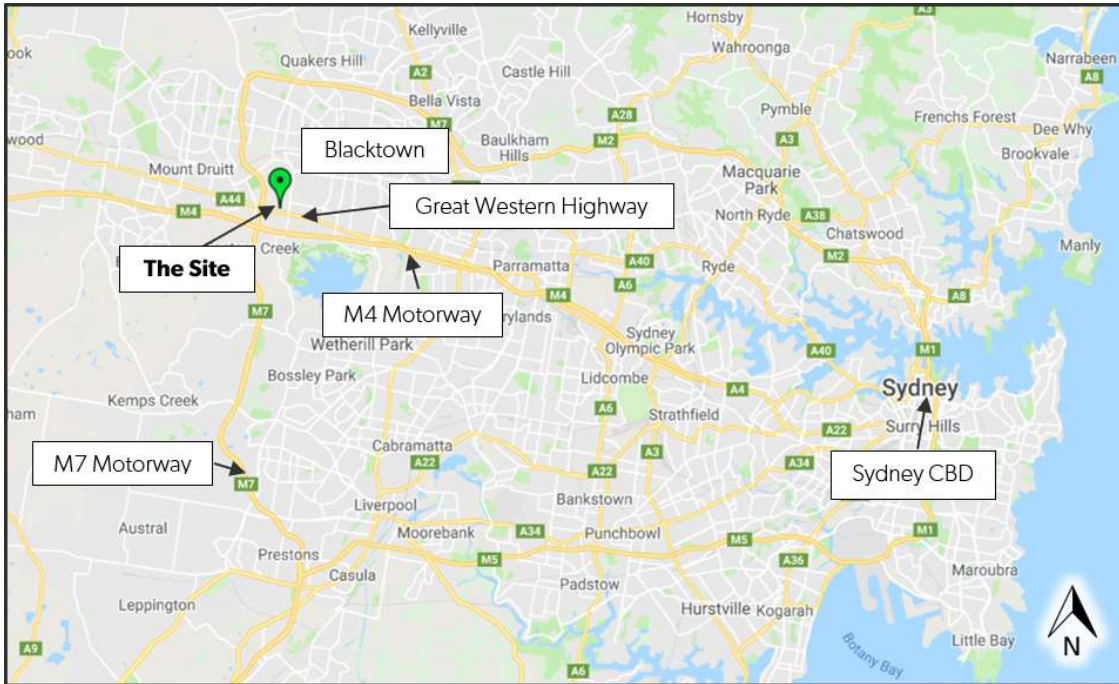 Hornsby
A3
Kellyville
Wahroonga
Narrabeen
Quakers Hill
A2
Castle Hill
A8
Bella Vista
A28
Pymble
Frenchs Forest
M7
Baulkham
Hills
M2
A3
Dee Why
Blacktown
Brookvale
Mount Druitt
Macquarie
Park
A44
M4
Great Western Highway
North Ryde
A38
Chatswood
Manly
The Site
Creek
A40
Ryde
M2
Parramatta
A6
M4
A8
M7
M4 Motorway
Sydney
Olympic Park
A40
M1
Wetherill Park
Bossley Park
Lidcombe
A4
Sydney
Kemps Creek
A6
Strathfield
A22
Surry Hills
Cabramatta
A22
A3
A34
M7 Motorway
M7
A22
Sydney CBD
Bankstown
Liverpool
Austral
Moorebank
A34
Punchbowl
M5
M1
Prestons
M5
A36
Casula
Padstow
Maroubra
Leppington
Hurstville
Kogarah
Little Bay
N
A9
A6
Botany Bay